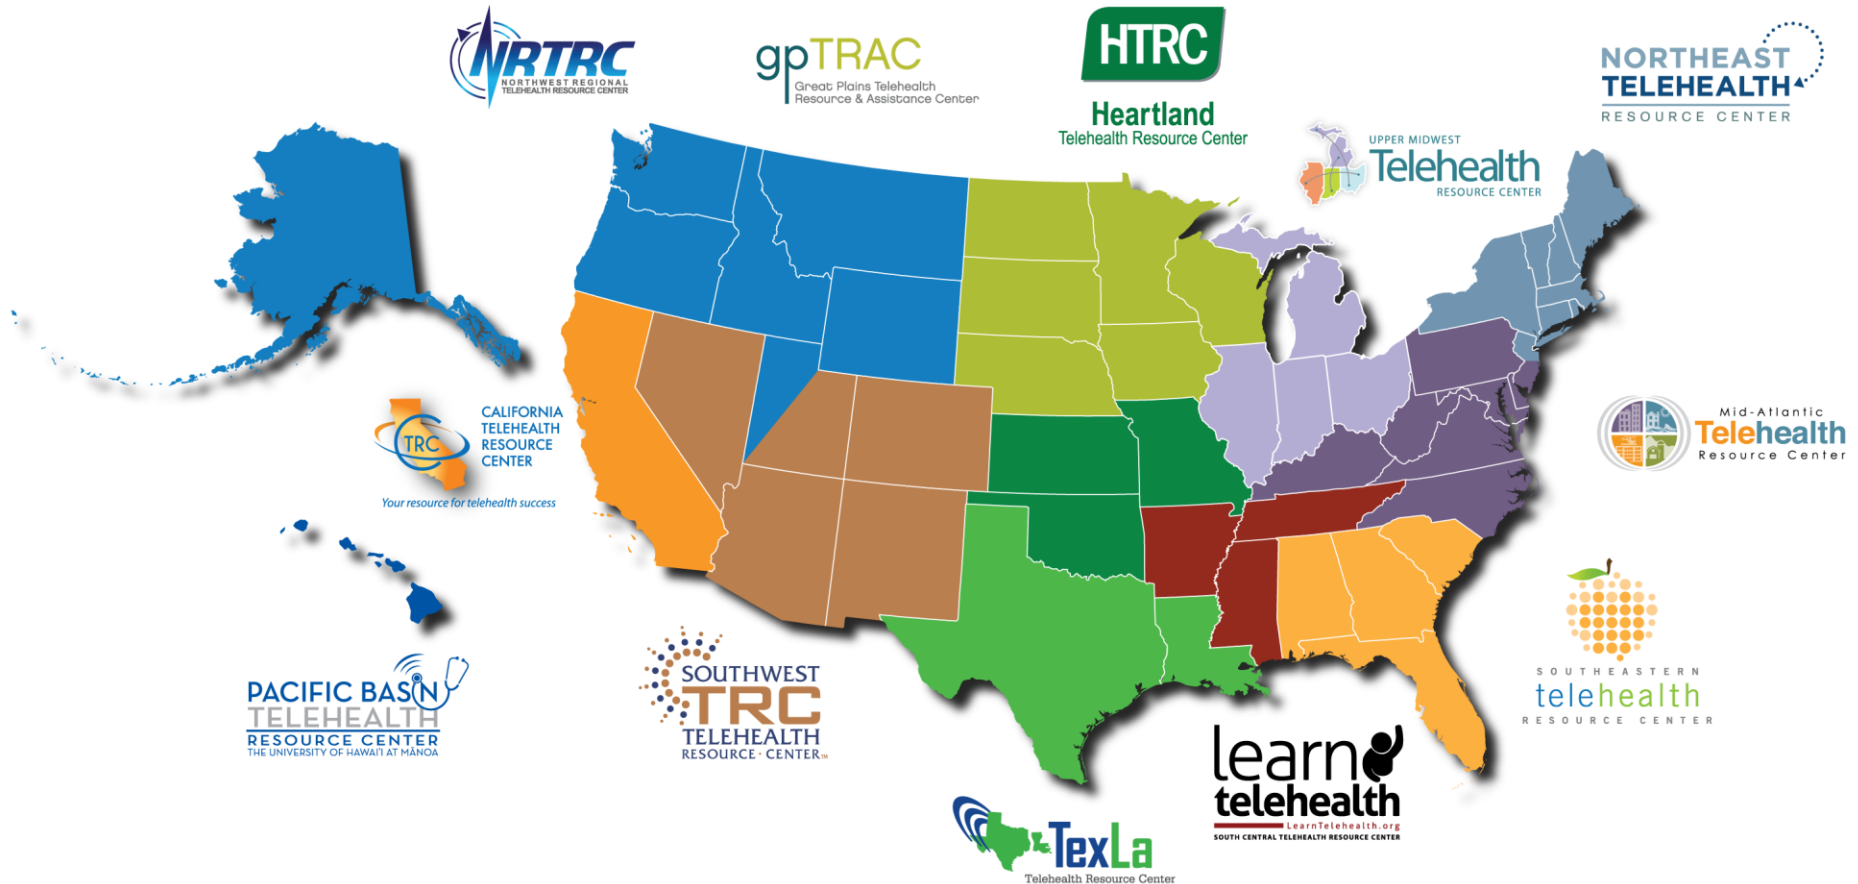 NRTRC
NORTHWEST REGIONAL
TELEHEALTH RESOURCE CENTER
gpTRAC
Great Plains Telehealth
Resource & Assistance Center
HTRC
Heartland
Telehealth Resource Center
NORTHEAST
TELEHEALTH
RESOURCE CENTER
UPPER MIDWEST
Telehealth
RESOURCE CENTER
TRC
CALIFORNIA
TELEHEALTH
RESOURCE
CENTER
Your resource for telehealth success
Mid-Atlantic
Telehealth
Resource Center
PACIFIC BASIN
TELEHEALTH
RESOURCE CENTER
THE UNIVERSITY OF HAWAI'I AT MĀNOA
SOUTHWEST
TRC
TELEHEALTH
RESOURCE · CENTER™
SOUTHEASTERN
telehealth
RESOURCE CENTER
learn
telehealth
LearnTelehealth.org
SOUTH CENTRAL TELEHEALTH RESOURCE CENTER
TexLa
Telehealth Resource Center